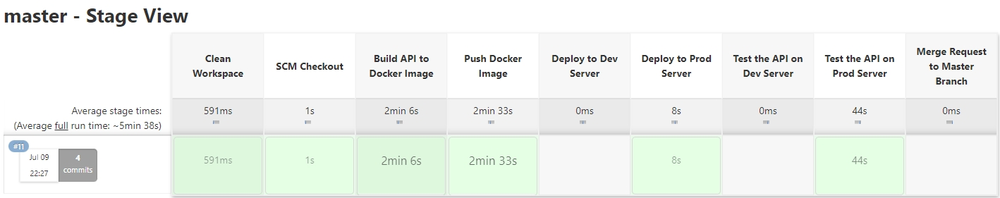 master - Stage View
Clean
Workspace
SCM Checkout
Build API to
Docker Image
Push Docker
Image
Deploy to Dev
Server
Deploy to Prod
Server
Test the API on
Dev Server
Test the API on
Prod Server
Merge Request
to Master
Branch
Average stage times:
(Average full run time: ~5min 38s)
591ms
1s
2min 6s
2min 33s
0ms
8s
0ms
44s
0ms
#11
Jul 09
22:27
4
commits
591ms
1s
2min 6s
2min 33s
8s
44s